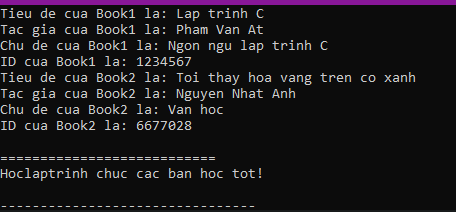 Tieu de cua Book1 la: Lap trinh C
Tac gia cua Book1 la: Pham Van At
Chu de cua Book1 la: Ngon ngu lap trinh C
ID cua Book1 la: 1234567
Tieu de cua Book2 la: Toi thay hoa vang tren co xanh
Tac gia cua Book2 la: Nguyen Nhat Anh
Chu de cua Book2 la: Van hoc
ID cua Book2 la: 6677028
===========================
Hoclaptrinh chuc cac ban hoc tot!
--------------------------------